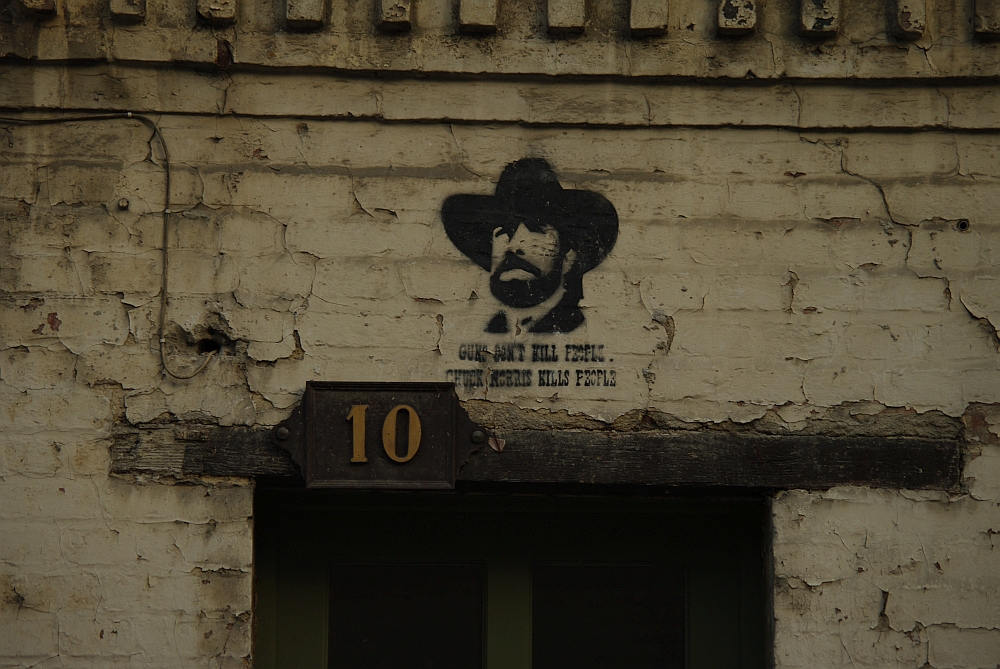 GUNS DON'T KILL PEOPLE.
CHUCK NORRIS KILLS PEOPLE
10